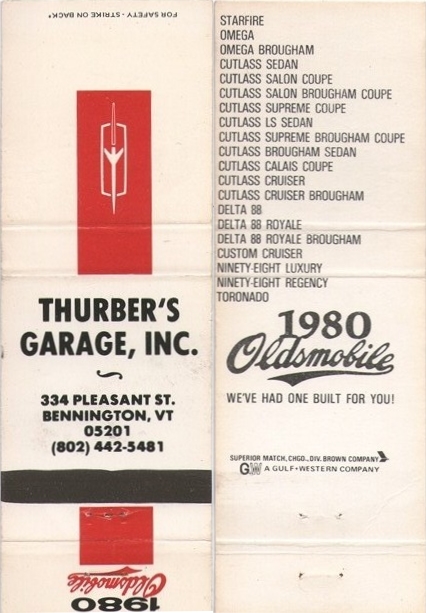 FOR SAFETY - STRIKE ON BACK*
THURBER'S
GARAGE, INC.
334 PLEASANT ST.
BENNINGTON, VT
05201
(802) 442-5481
1980
Oldsmobile
STARFIRE
OMEGA
OMEGA BROUGHAM
CUTLASS SEDAN
CUTLASS SALON COUPE
CUTLASS SALON BROUGHAM COUPE
CUTLASS SUPREME COUPE
CUTLASS LS SEDAN
CUTLASS SUPREME BROUGHAM COUPE
CUTLASS BROUGHAM SEDAN
CUTLASS CALAIS COUPE
CUTLASS CRUISER
CUTLASS CRUISER BROUGHAM
DELTA 88
DELTA 88 ROYALE
DELTA 88 ROYALE BROUGHAM
CUSTOM CRUISER
NINETY-EIGHT LUXURY
NINETY-EIGHT REGENCY
TORONADO
1980
Oldsmobile
WE'VE HAD ONE BUILT FOR YOU!
SUPERIOR MATCH, CHGO., DIV. BROWN COMPANY
GW A GULF + WESTERN COMPANY